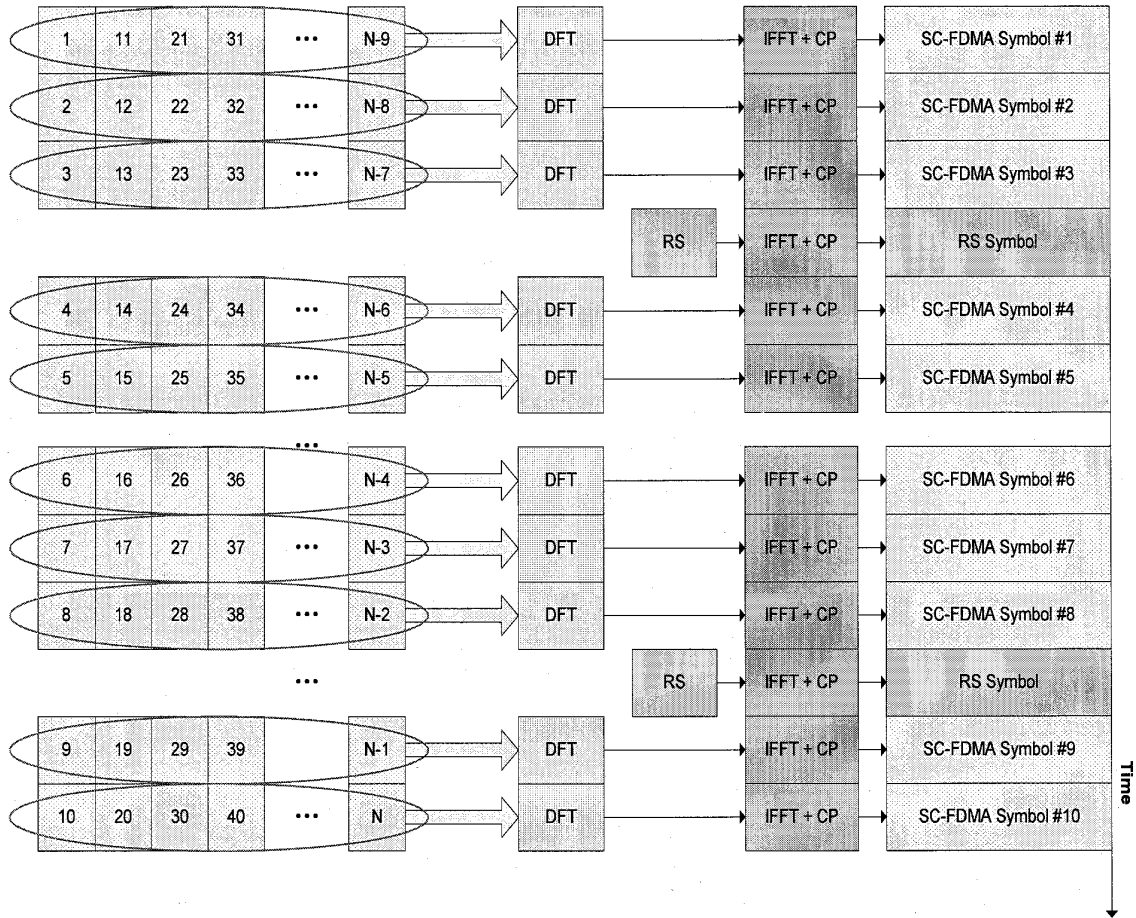 1 11 21 31 ••• N-9 DFT IFFT + CP SC-FDMA Symbol #1
2 12 22 32 ••• N-8 DFT IFFT + CP SC-FDMA Symbol #2
3 13 23 33 ••• N-7 DFT IFFT + CP SC-FDMA Symbol #3
RS IFFT + CP RS Symbol
4 14 24 34 ••• N-6 DFT IFFT + CP SC-FDMA Symbol #4
5 15 25 35 ••• N-5 DFT IFFT + CP SC-FDMA Symbol #5
•••
6 16 26 36 N-4 DFT IFFT + CP SC-FDMA Symbol #6
7 17 27 37 ••• N-3 DFT IFFT + CP SC-FDMA Symbol #7
8 18 28 38 ••• N-2 DFT IFFT + CP SC-FDMA Symbol #8
••• RS IFFT + CP RS Symbol
9 19 29 39 N-1 DFT IFFT + CP SC-FDMA Symbol #9
10 20 30 40 ••• N DFT IFFT + CP SC-FDMA Symbol #10
Time